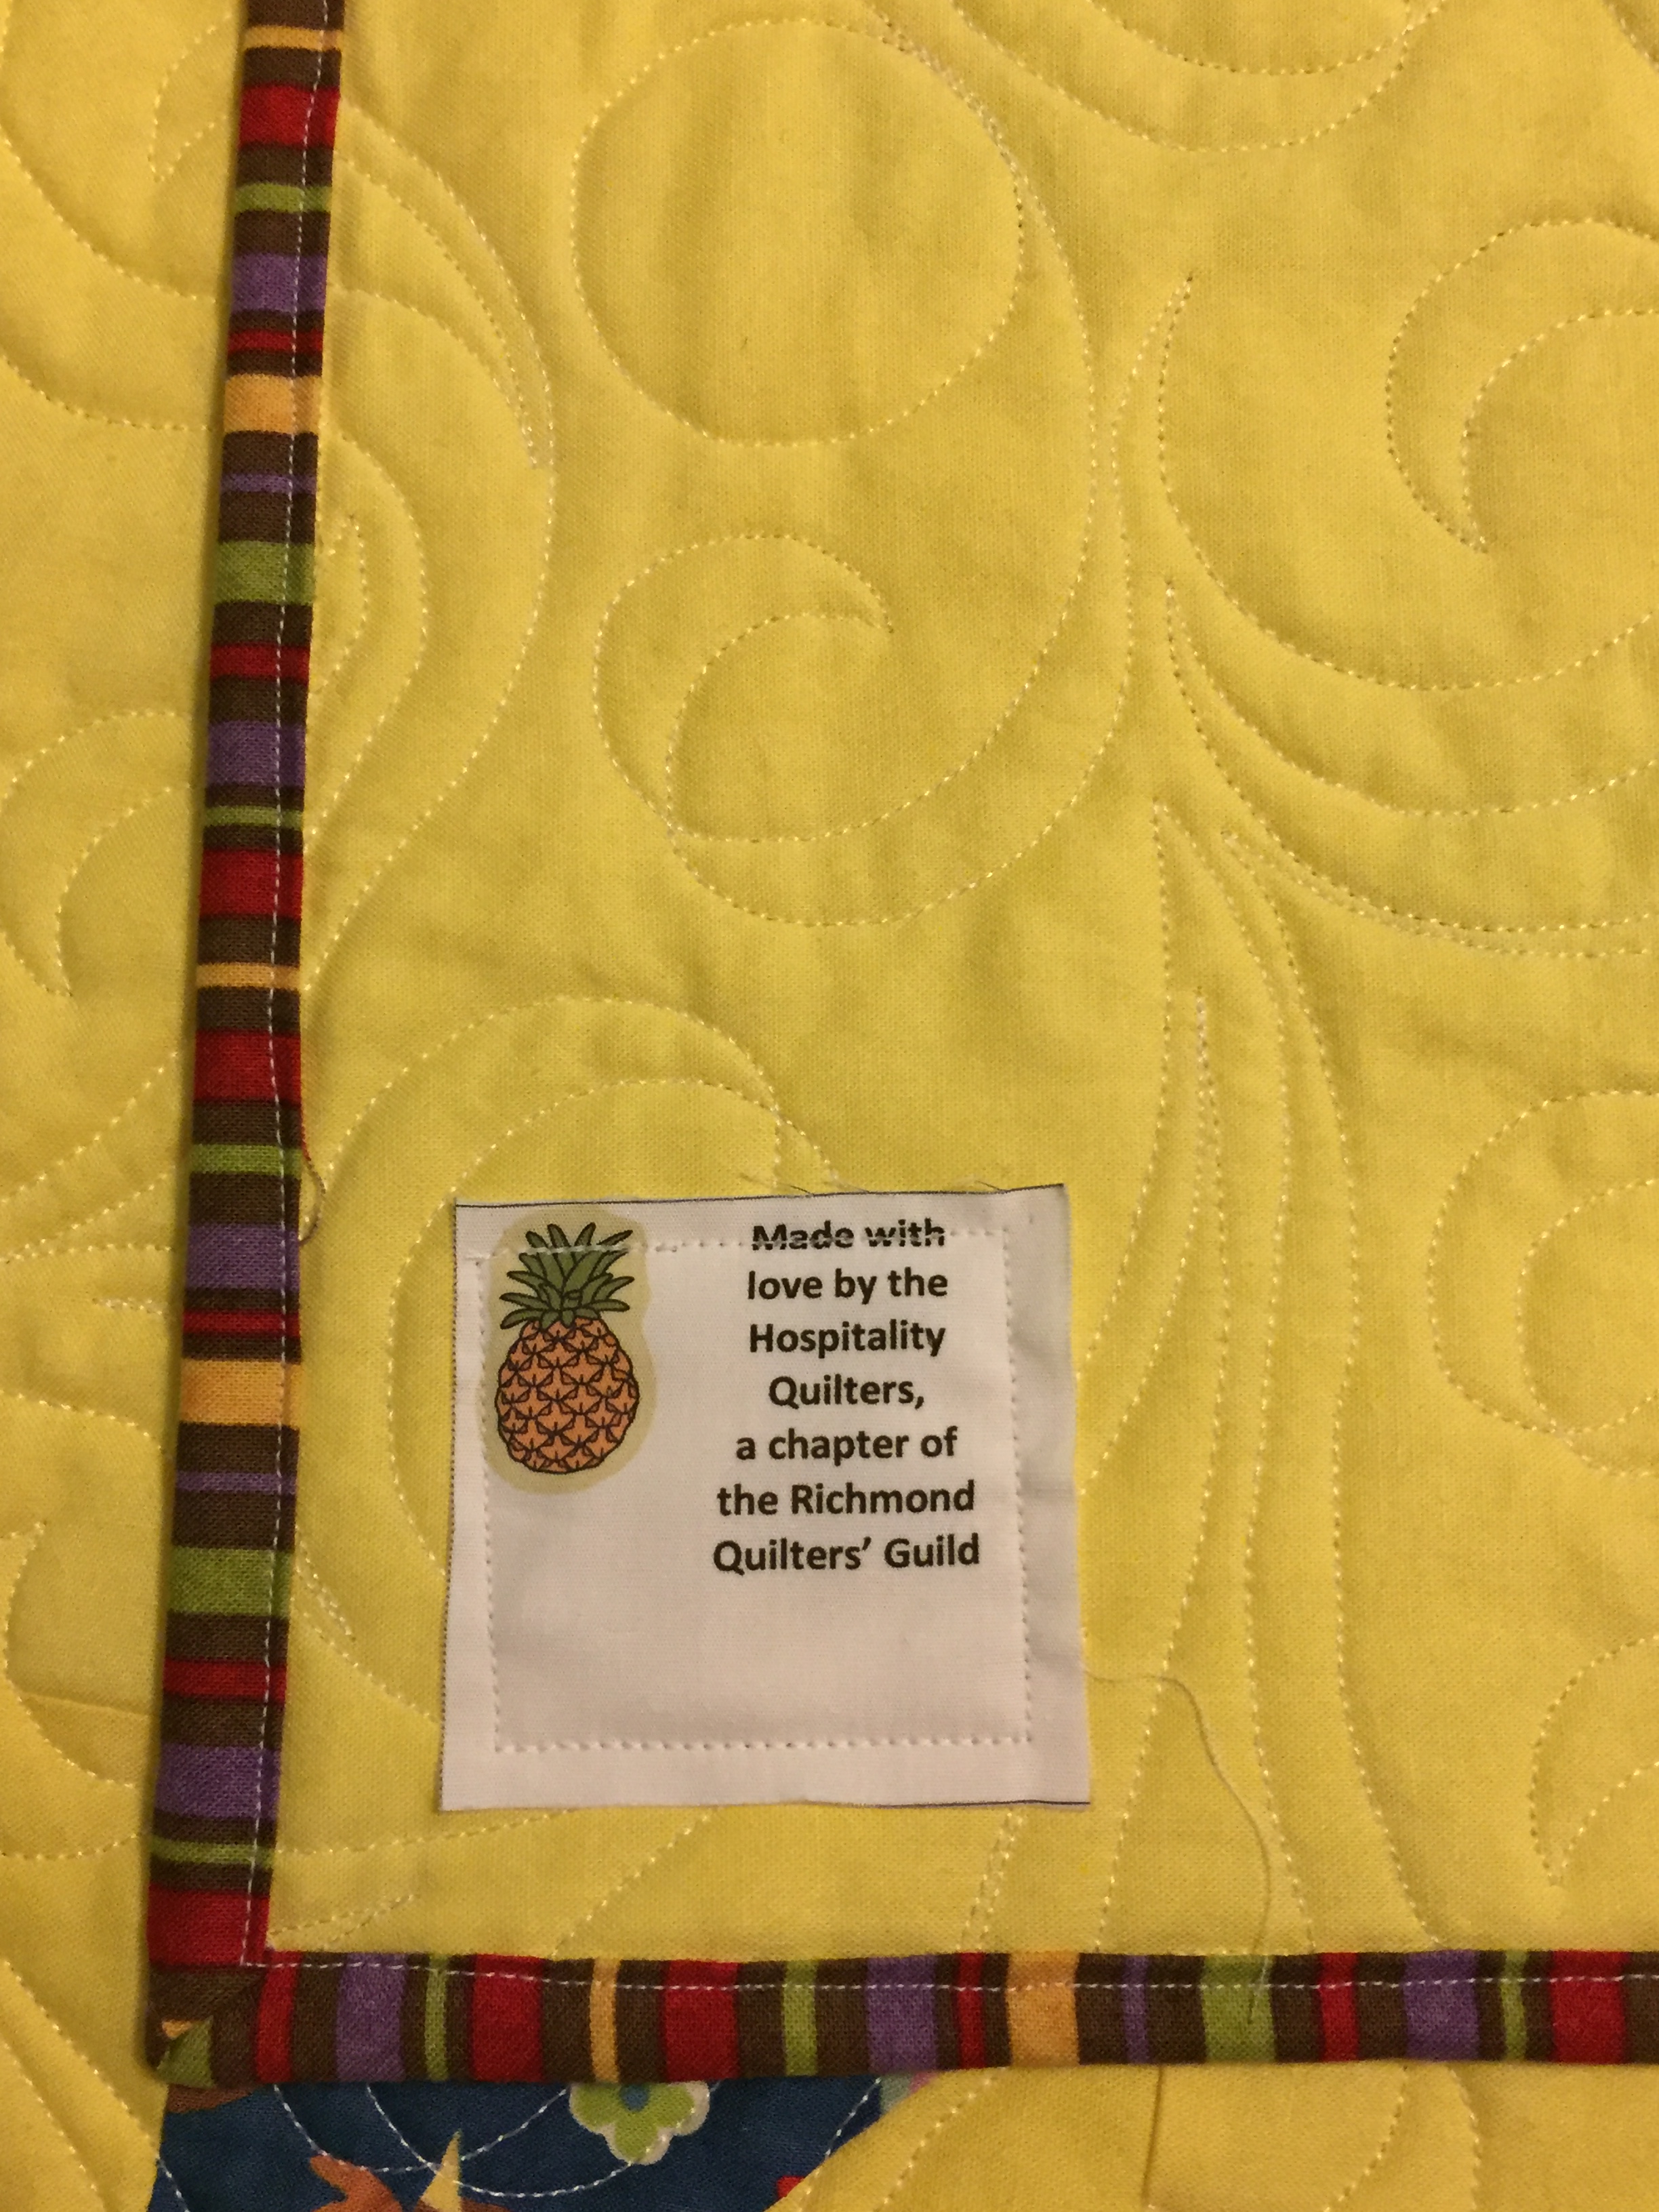 Made with
love by the
Hospitality
Quilters,
a chapter of
the Richmond
Quilters’ Guild